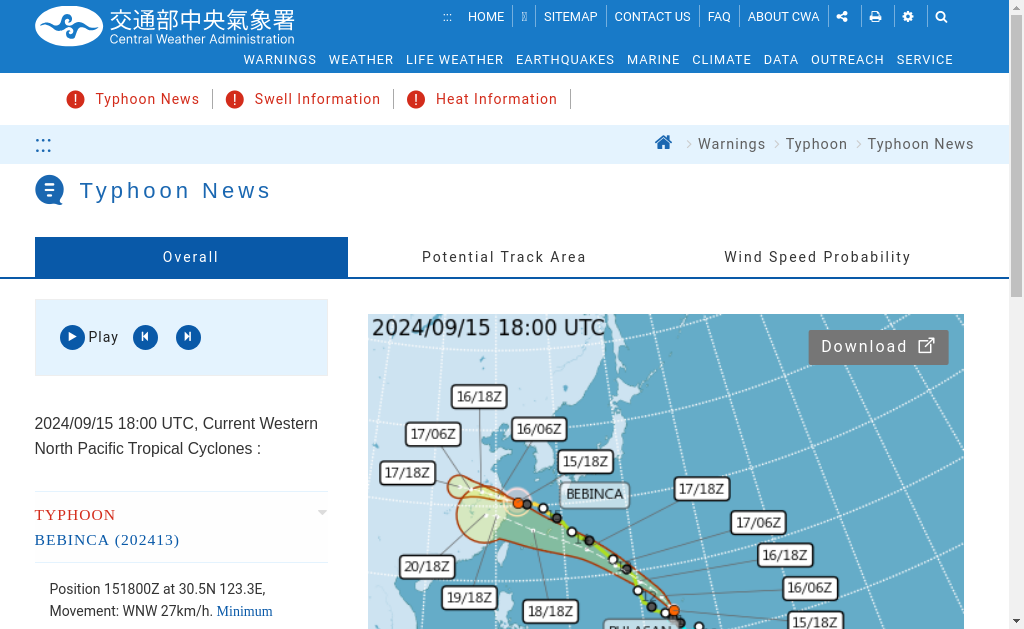 交通部中央氣象署
Central Weather Administration
::: HOME SITEMAP CONTACT US FAQ ABOUT CWA
WARNINGS WEATHER LIFE WEATHER EARTHQUAKES MARINE CLIMATE DATA OUTREACH SERVICE
Typhoon News Swell Information Heat Information
:::
Warnings Typhoon Typhoon News
Typhoon News
Overall Potential Track Area Wind Speed Probability
Play
2024/09/15 18:00 UTC, Current Western
North Pacific Tropical Cyclones :
TYPHOON
BEBINCA (202413)
Position 151800Z at 30.5N 123.3E,
Movement: WNW 27km/h. Minimum
2024/09/15 18:00 UTC
Download
16/18Z
17/06Z
16/06Z
15/18Z
17/18Z
BEBINCA
17/18Z
17/06Z
16/18Z
20/18Z
16/06Z
19/18Z
18/18Z
15/18Z
PULASAN